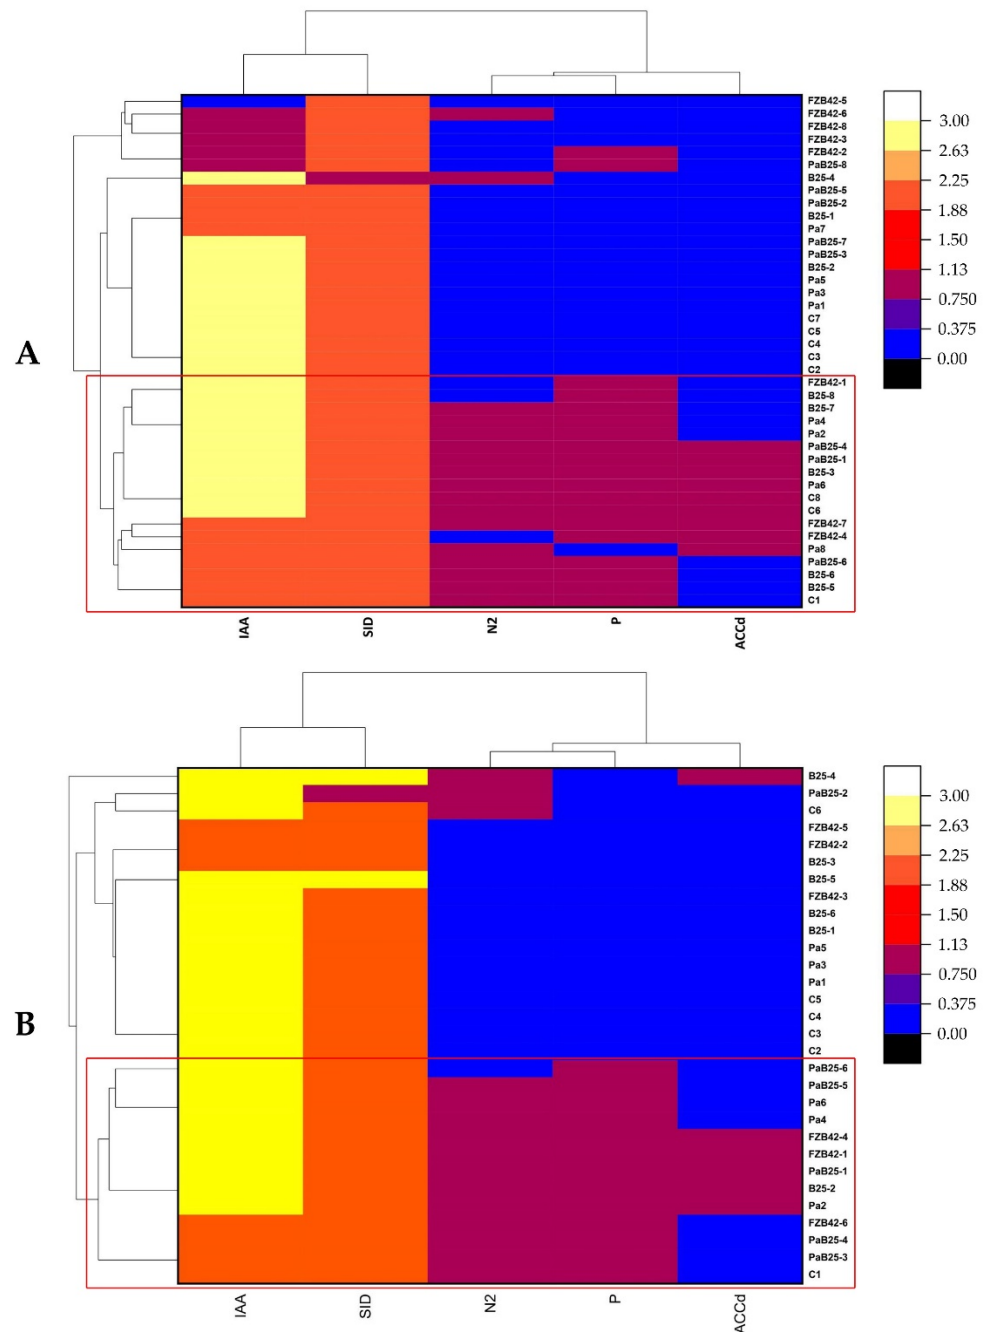 FZB42-5
FZB42-6
FZB42-8
FZB42-3
FZB42-2
PaB25-8
B25-4
PaB25-5
PaB25-2
B25-1
Pa7
PaB25-7
PaB25-3
B25-2
Pa5
Pa3
Pa1
C7
C5
C4
C3
C2
FZB42-1
B25-8
B25-7
Pa4
Pa2
PaB25-4
PaB25-1
B25-3
Pa6
C8
C6
FZB42-7
FZB42-4
Pa8
PaB25-6
B25-6
B25-5
C1
3.00
2.63
2.25
1.88
1.50
1.13
0.750
0.375
0.00
A
IAA
SID
N2
P
ACCd
B25-4
PaB25-2
C6
FZB42-5
FZB42-2
B25-3
B25-5
FZB42-3
B25-6
B25-1
Pa5
Pa3
Pa1
C5
C4
C3
C2
PaB25-6
PaB25-5
Pa6
Pa4
FZB42-4
FZB42-1
PaB25-1
B25-2
Pa2
FZB42-6
PaB25-4
PaB25-3
C1
3.00
2.63
2.25
1.88
1.50
1.13
0.750
0.375
0.00
B
IAA
SID
N2
P
ACCd